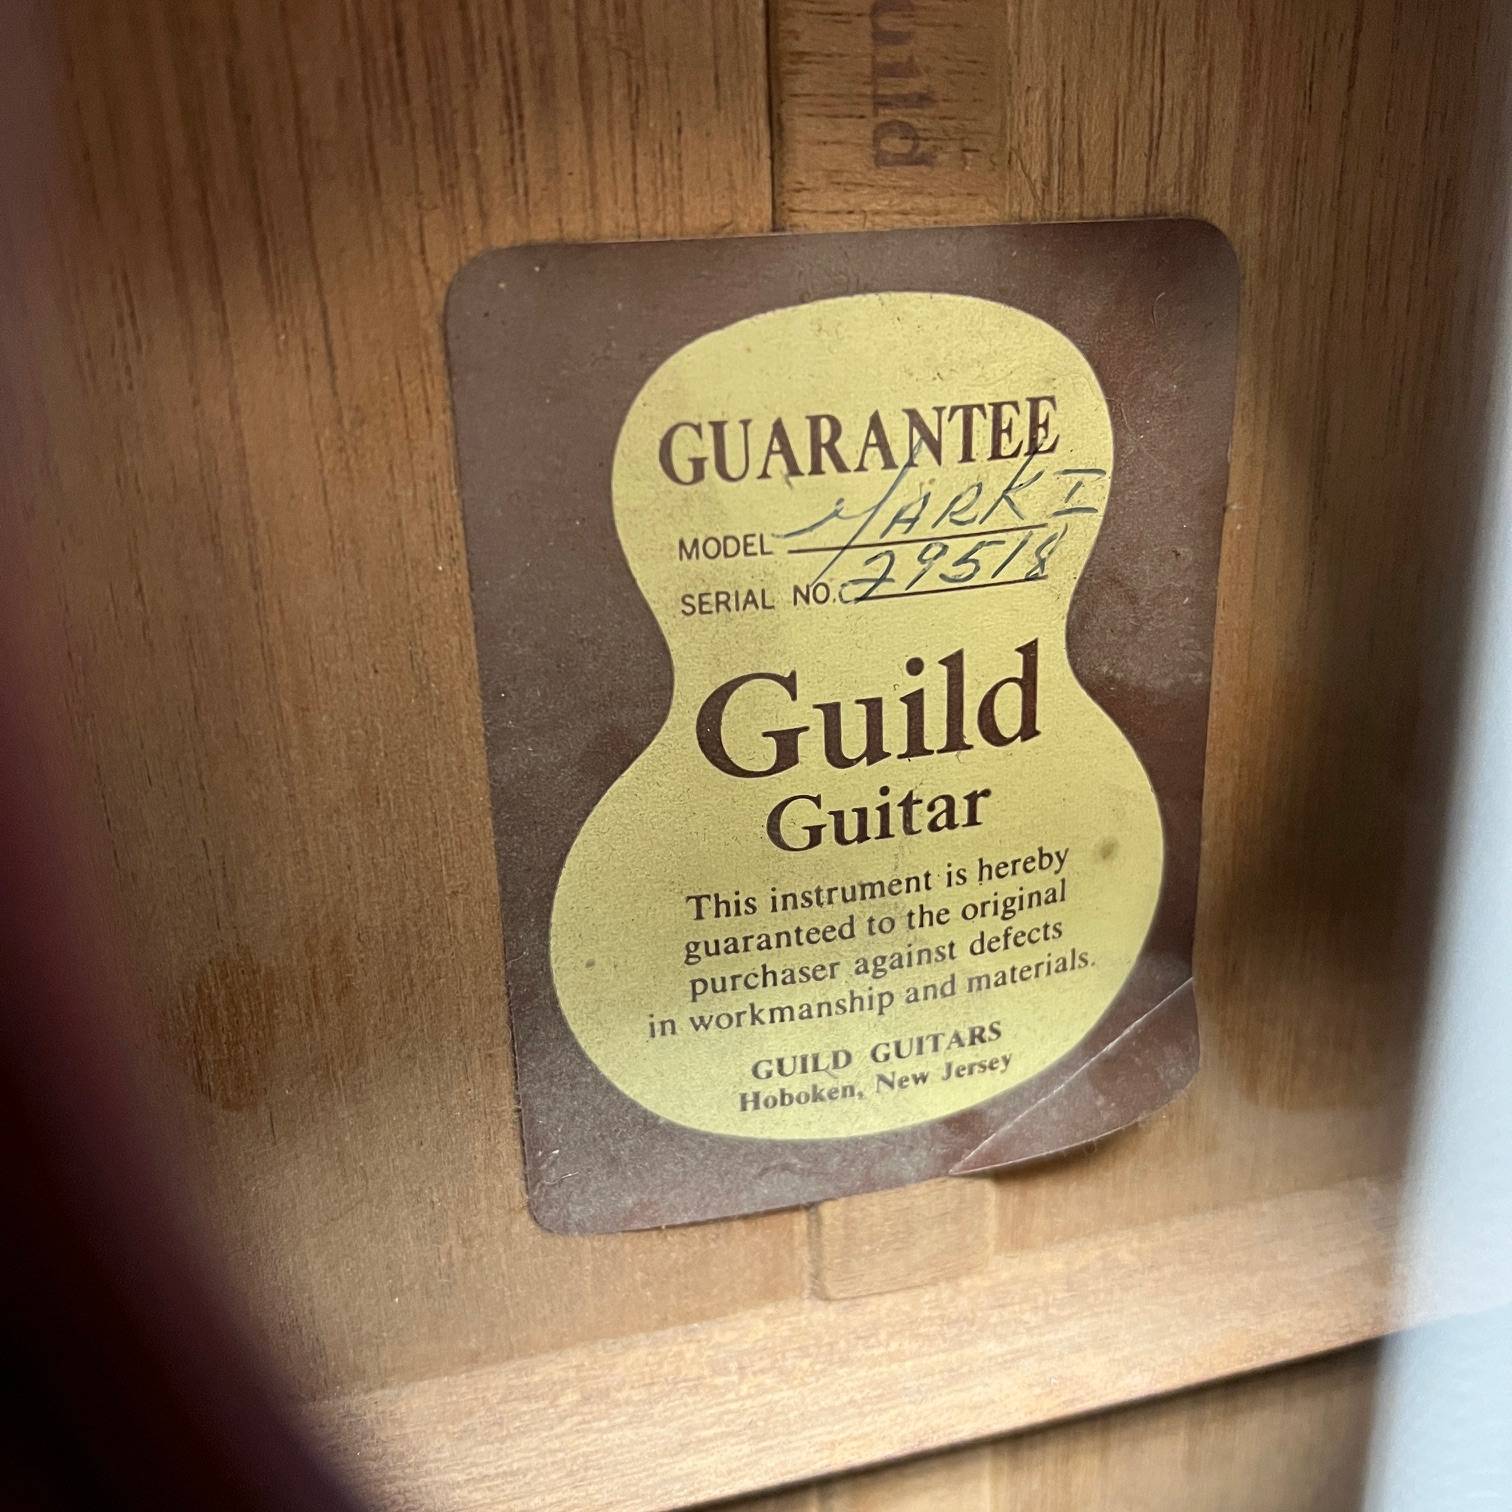 uild
GUARANTEE
MODEL MARK I
SERIAL NO. 29518
Guild
Guitar
This instrument is hereby
guaranteed to the original
purchaser against defects
in workmanship and materials.
GUILD GUITARS
Hoboken, New Jersey